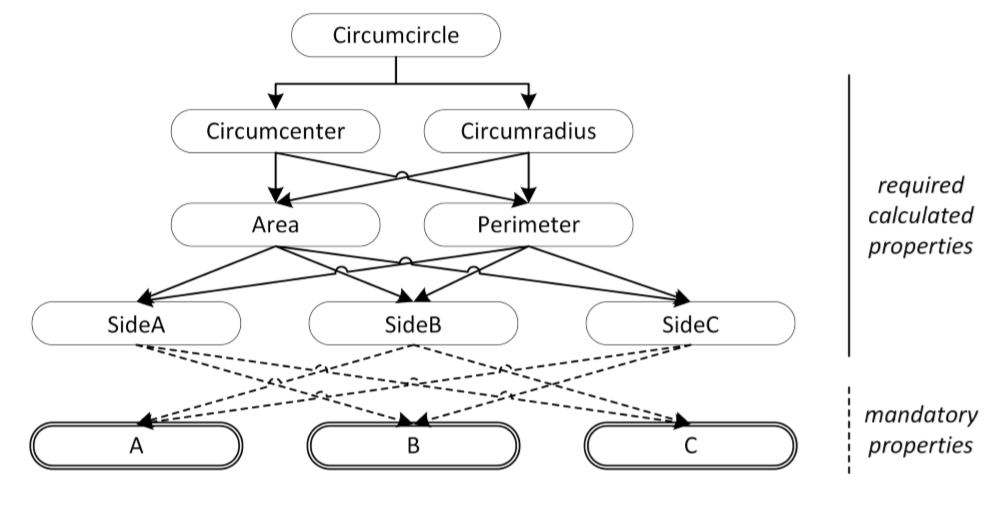 Circumcircle
Circumcenter
Circumradius
Area
Perimeter
required
calculated
properties
SideA
SideB
SideC
A
B
C
mandatory
properties